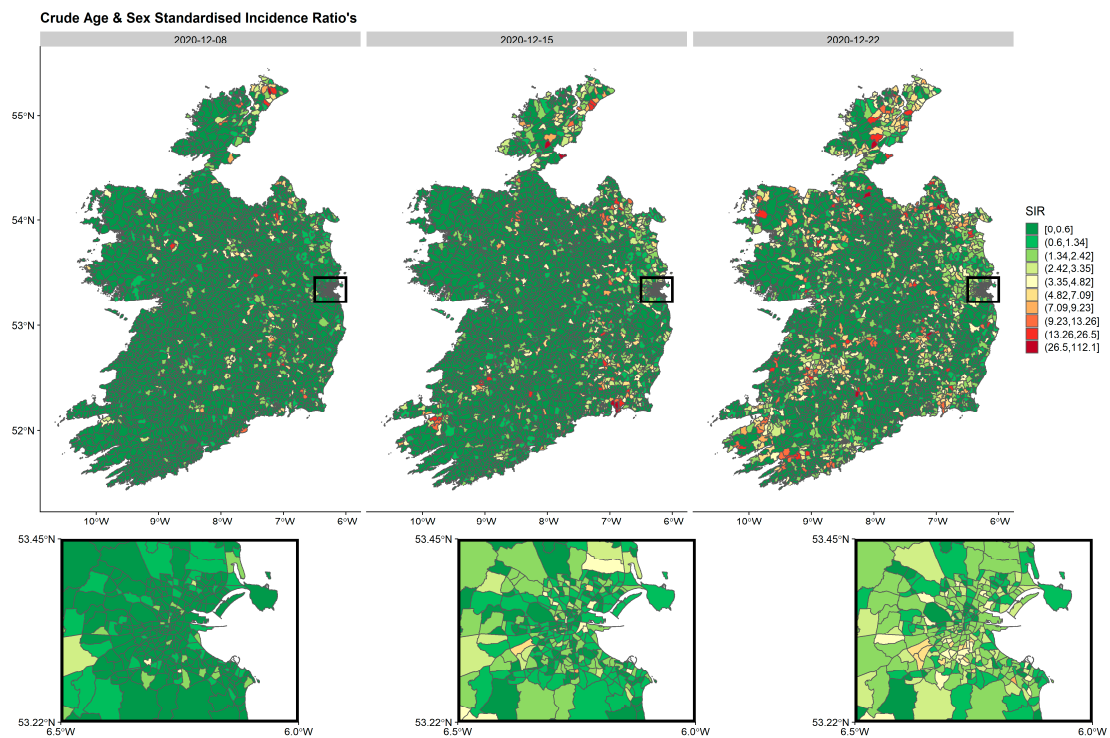 Crude Age & Sex Standardised Incidence Ratio's
2020-12-08 2020-12-15 2020-12-22
55°N
54°N
53°N
52°N
10°W 9°W 8°W 7°W 6°W 10°W 9°W 8°W 7°W 6°W 10°W 9°W 8°W 7°W 6°W
SIR
[0,0.6]
(0.6,1.34]
(1.34,2.42]
(2.42,3.35]
(3.35,4.82]
(4.82,7.09]
(7.09,9.23]
(9.23,13.26]
(13.26,26.5]
(26.5,112.1]
53.45°N 53.45°N 53.45°N
53.22°N 53.22°N 53.22°N
6.5°W 6.0°W 6.5°W 6.0°W 6.5°W 6.0°W